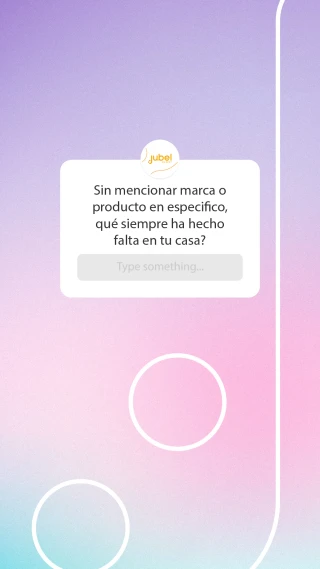 jubel
Sin mencionar marca o
producto en especifico,
qué siempre ha hecho
falta en tu casa?
Type something...